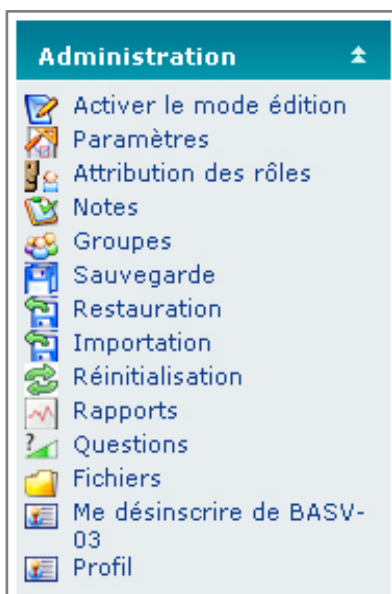 Administration
Activer le mode édition
Paramètres
Attribution des rôles
Notes
Groupes
Sauvegarde
Restauration
Importation
Réinitialisation
Rapports
Questions
Fichiers
Me désinscrire de BASV-
03
Profil